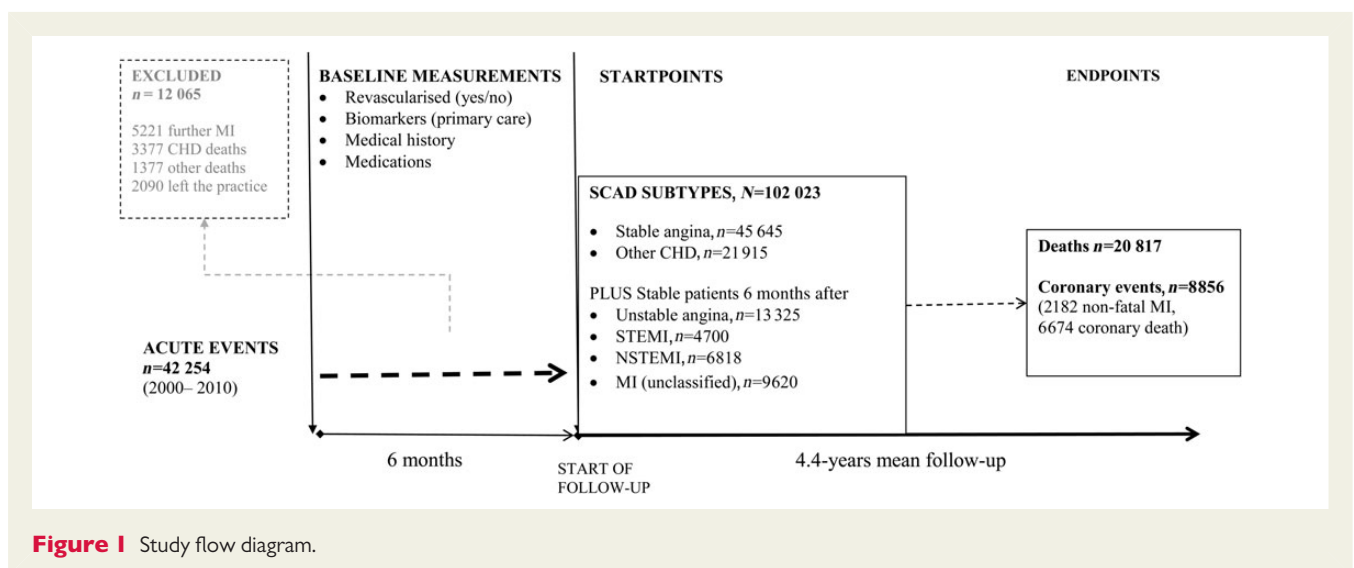 EXCLUDED
n= 12 065
5221 further MI
3377 CHD deaths
1377 other deaths
2090 left the practice
BASELINE MEASUREMENTS
• Revascularised (yes/no)
• Biomarkers (primary care)
• Medical history
• Medications
STARTPOINTS
ENDPOINTS
SCAD SUBTYPES, N=102 023
• Stable angina, n=45 645
• Other CHD, n=21 915
PLUS Stable patients 6 months after
• Unstable angina, n=13 325
• STEMI, n=4700
• NSTEMI, n=6818
• MI (unclassified), n=9620
Deaths n=20 817
Coronary events, n=8856
(2182 non-fatal MI,
6674 coronary death)
ACUTE EVENTS
n=42 254
(2000– 2010)
6 months
START OF
FOLLOW-UP
4.4-years mean follow-up
Figure 1 Study flow diagram.